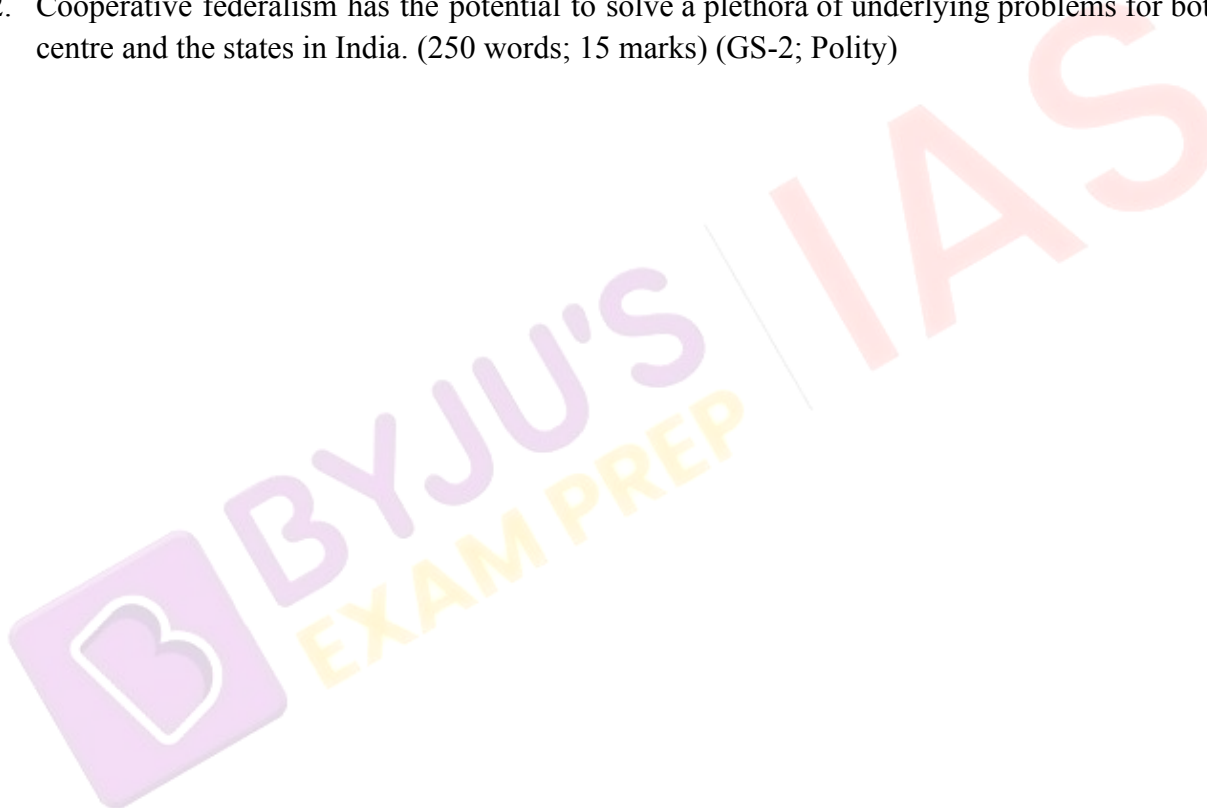 2. Cooperative federalism has the potential to solve a plethora of underlying problems for
centre and the states in India. (250 words; 15 marks) (GS-2; Polity)
IAS
BYJU'S
EXAM PREP